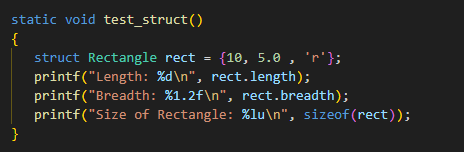 static void test_struct()
{
struct Rectangle rect = {10, 5.0 , 'r'};
printf("Length: %d\n", rect.length);
printf("Breadth: %1.2f\n", rect.breadth);
printf("Size of Rectangle: %lu\n", sizeof(rect));
}